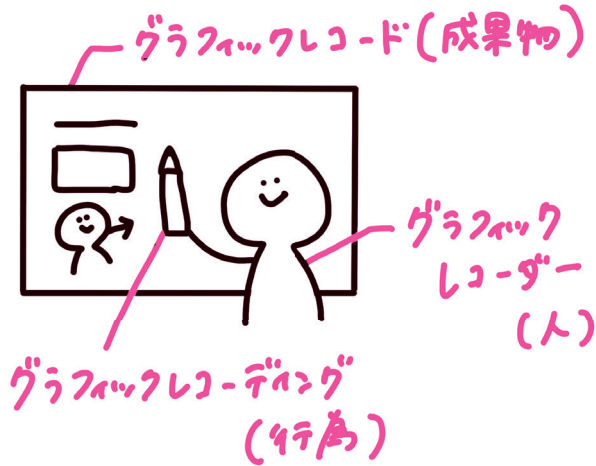 グラフィックレコード(成果物)
グラフィック
レコーダー
(人)
グラフィックレコーディング
(行為)